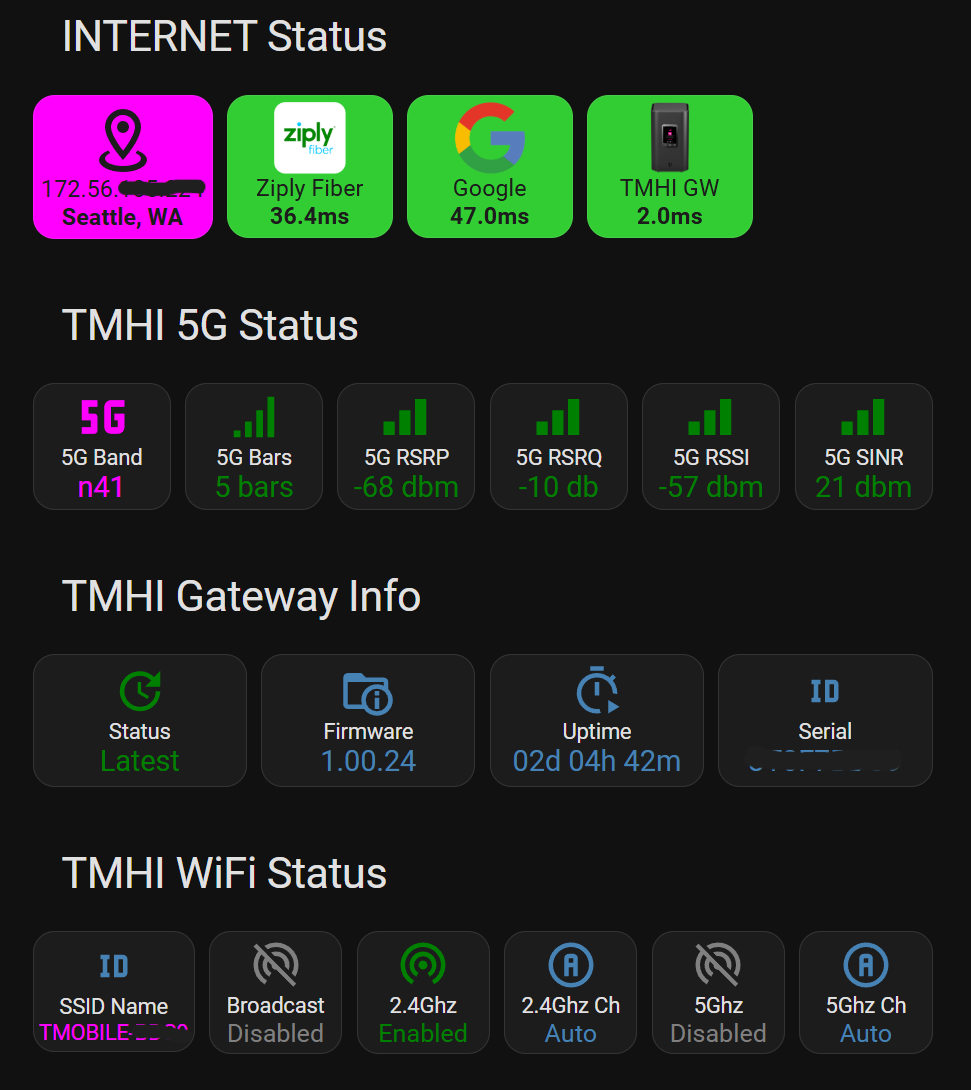 INTERNET Status
ziply
fiber
172.56.
Seattle, WA
Ziply Fiber
36.4ms
Google
47.0ms
TMHI GW
2.0ms
TMHI 5G Status
5G
5G Band
n41
5G Bars
5 bars
5G RSRP
-68 dbm
5G RSRQ
-10 db
5G RSSI
-57 dbm
5G SINR
21 dbm
TMHI Gateway Info
Status
Latest
Firmware
1.00.24
Uptime
02d 04h 42m
ID
Serial
TMHI WiFi Status
ID
SSID Name
TMOBILE-
Broadcast
Disabled
2.4Ghz
Enabled
A
2.4Ghz Ch
Auto
5Ghz
Disabled
A
5Ghz Ch
Auto